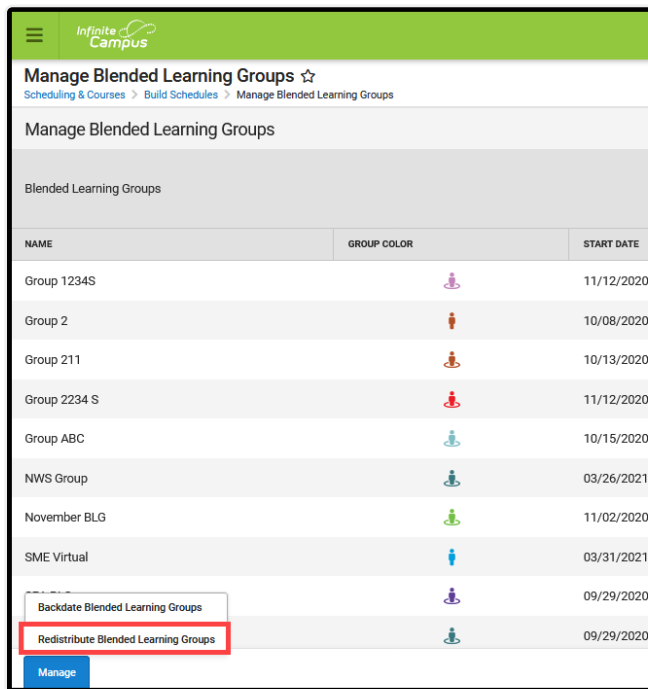 Infinite
Campus
Manage Blended Learning Groups
Scheduling & Courses > Build Schedules > Manage Blended Learning Groups
Manage Blended Learning Groups
Blended Learning Groups
NAME GROUP COLOR START DATE
Group 1234S 11/12/2020
Group 2 10/08/2020
Group 211 10/13/2020
Group 2234 S 11/12/2020
Group ABC 10/15/2020
NWS Group 03/26/2021
November BLG 11/02/2020
SME Virtual 03/31/2021
09/29/2020
Backdate Blended Learning Groups
Redistribute Blended Learning Groups 09/29/2020
Manage